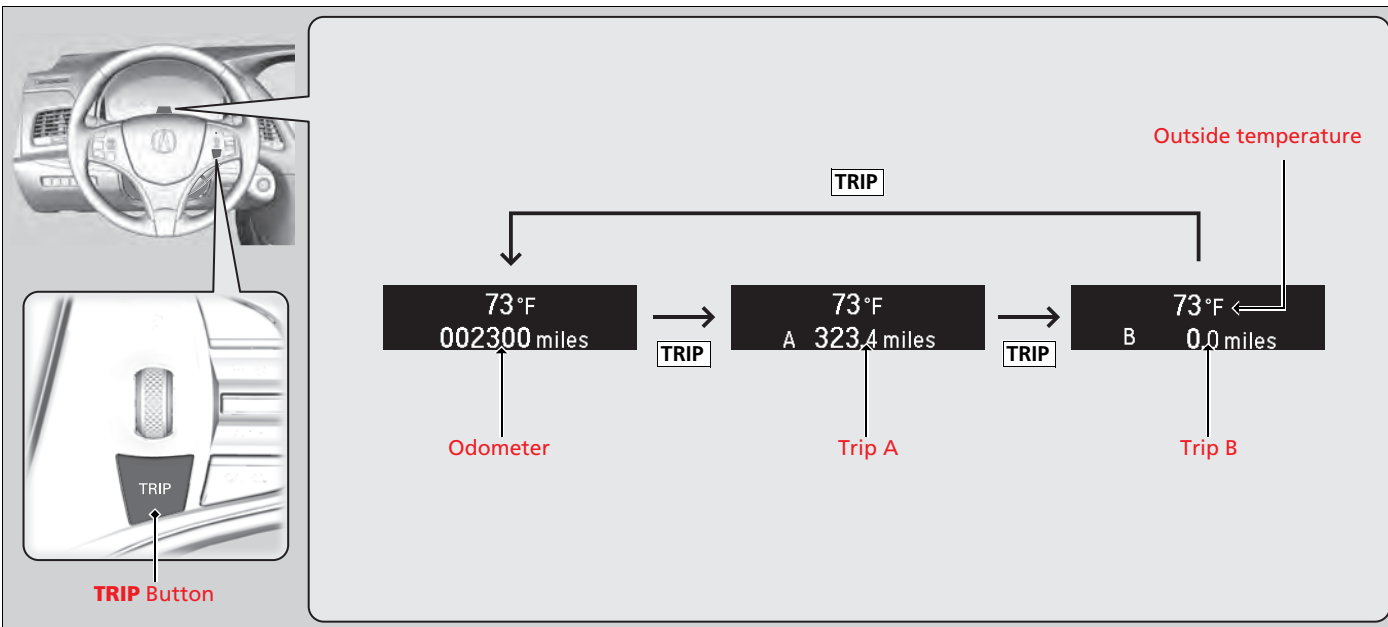 Outside temperature
TRIP
73°F
002300 miles
TRIP
73°F
A 323.4 miles
TRIP
73°F
B 0.0 miles
Odometer
Trip A
Trip B
TRIP
TRIP Button